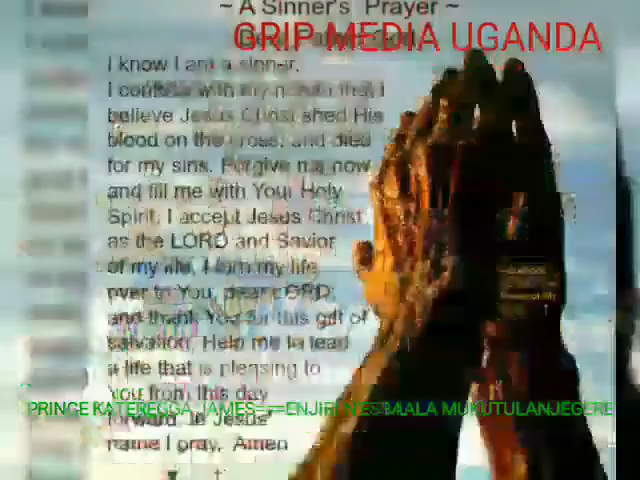 ~ A Sinner's Prayer ~
GRIP MEDIA UGANDA
I know I am a sinner.
I confess with my mouth that I
believe Jesus Christ shed His
blood on the cross and died
for my sins. Forgive me now
and fill me with Your Holy
Spirit. I accept Jesus Christ
as the LORD and Savior
of my life. I turn my life
over to You, dear LORD,
and thank You for this gift of
salvation. Help me to lead
a life that is pleasing to
you from this day
PRINCE KATEREGGA JAMES===ENJIRI N'ESIMALA MUKUTULANJEGERE
forward. In Jesus'
name I pray. Amen